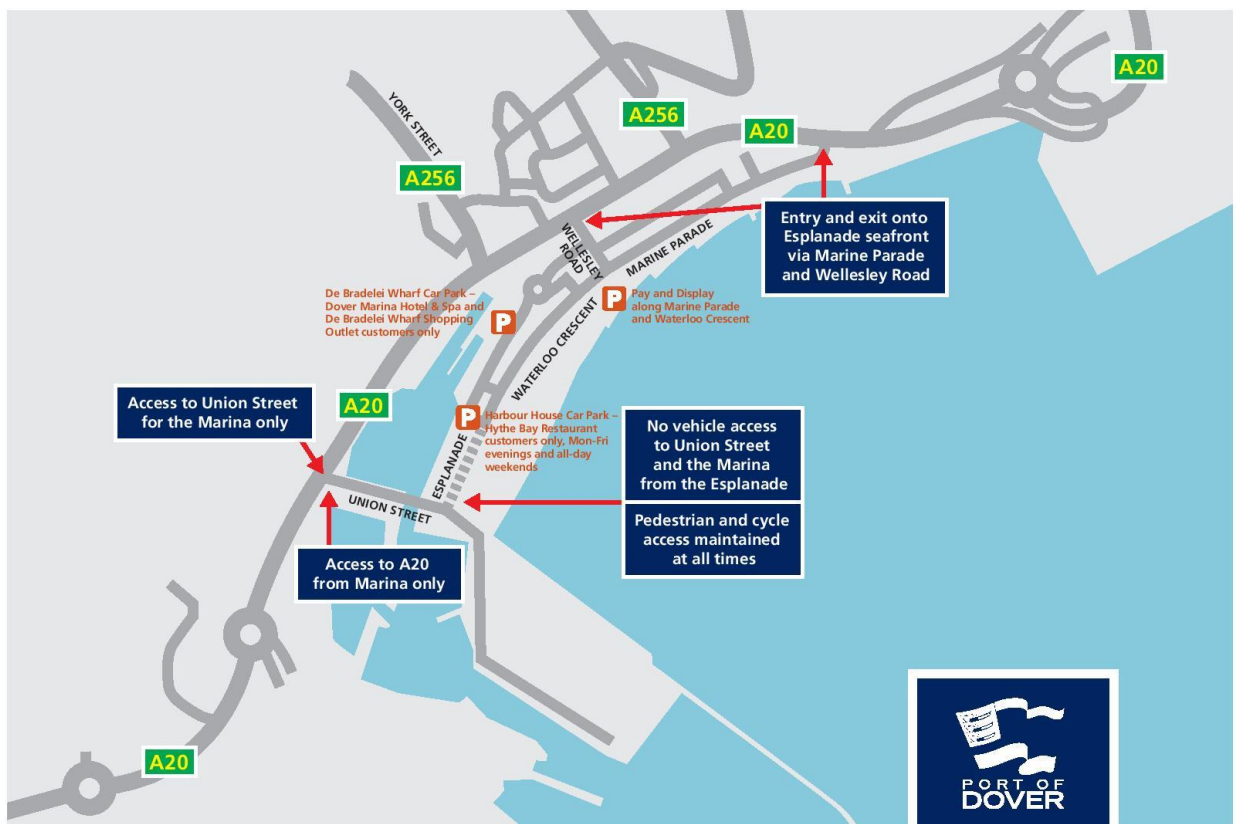 A20
YORK STREET
A256
A20
A256
Entry and exit onto
Esplanade seafront
via Marine Parade
and Wellesley Road
WELLESLEY
ROAD
MARINE PARADE
De Bradelei Wharf Car Park –
Dover Marina Hotel & Spa and
De Bradelei Wharf Shopping
Outlet customers only
P
P
Pay and Display
along Marine Parade
and Waterloo Crescent
WATERLOO CRESCENT
Access to Union Street
for the Marina only
A20
P
Harbour House Car Park –
Hythe Bay Restaurant
customers only, Mon-Fri
evenings and all-day
weekends
ESPLANADE
No vehicle access
to Union Street
and the Marina
from the Esplanade
UNION STREET
Pedestrian and cycle
access maintained
at all times
Access to A20
from Marina only
A20
PORT OF
DOVER